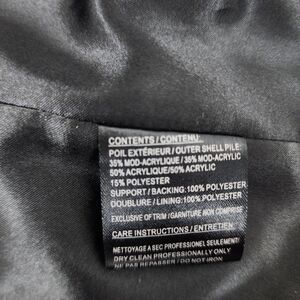 CONTENTS / CONTENU:
POIL EXTÉRIEUR / OUTER SHELL PILE:
35% MOD-ACRYLIQUE / 35% MOD-ACRYLIC
50% ACRYLIQUE/50% ACRYLIC
15% POLYESTER
SUPPORT / BACKING:100% POLYESTER
DOUBLURE / LINING:100% POLYESTER
EXCLUSIVE OF TRIM / GARNITURE NON COMPRISE
CARE INSTRUCTIONS / ENTRETIEN:
NETTOYAGE A SEC PROFESSIONEL SEULEMENT/
DRY CLEAN PROFESSIONALLY ONLY
NE PAS REPASSER / DO NOT IRON